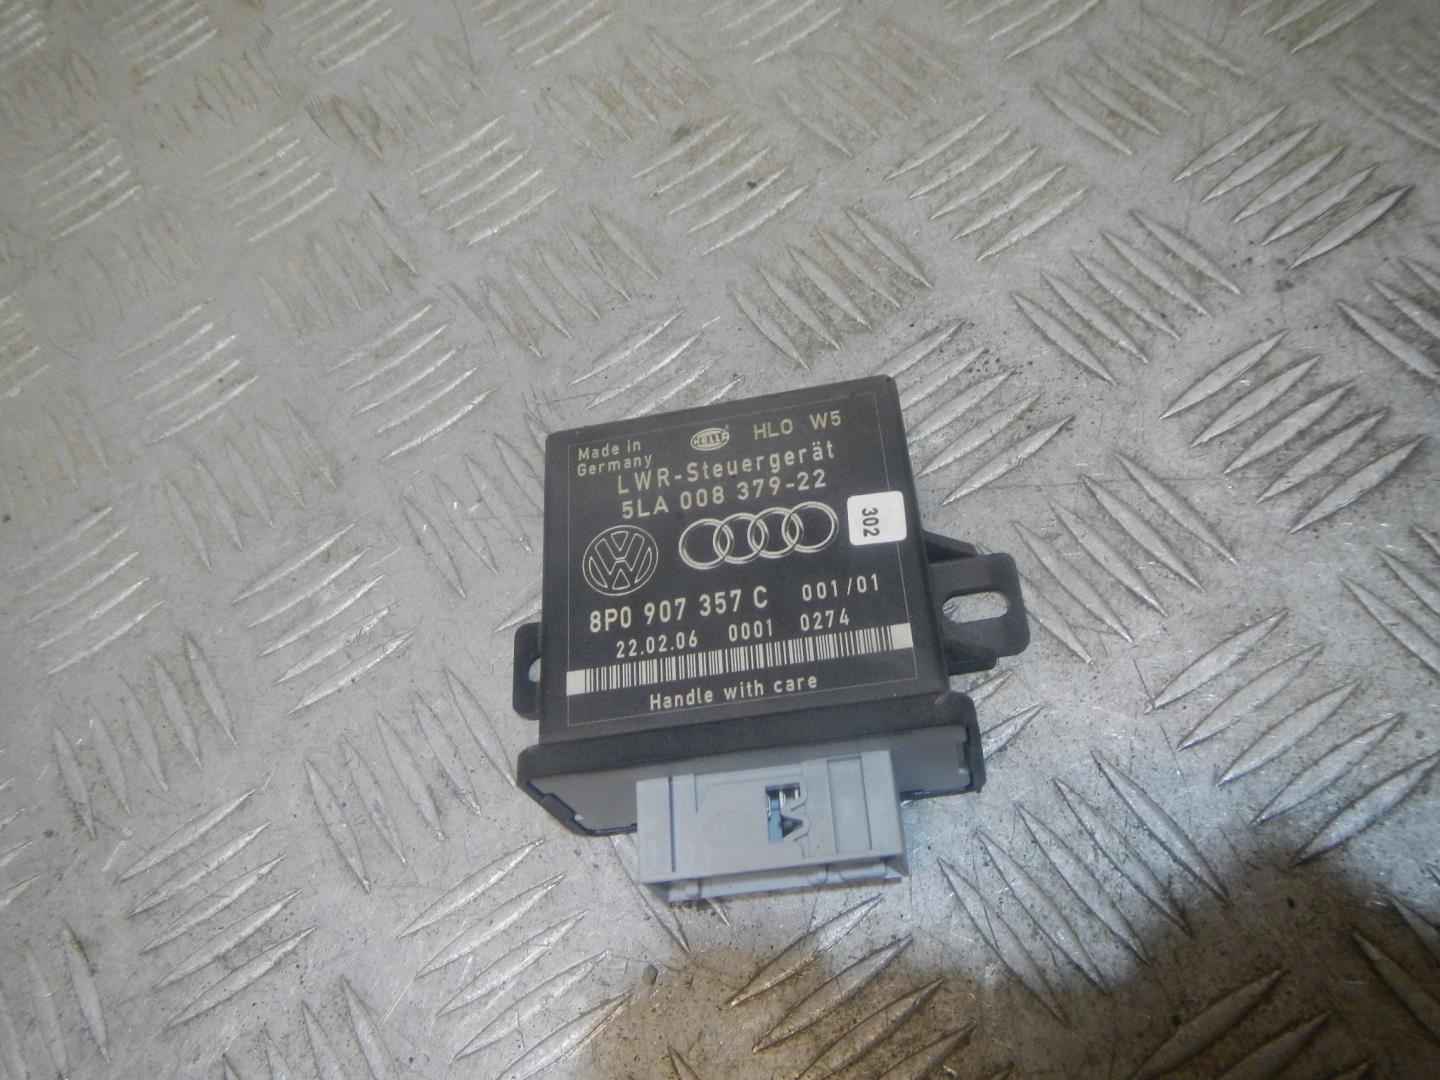 Made in
Germany
HELLA
HLO W5
LWR-Steuergerät
5LA 008 379-22
302
8P0 907 357 C 001/01
22.02.06 0001 0274
Handle with care